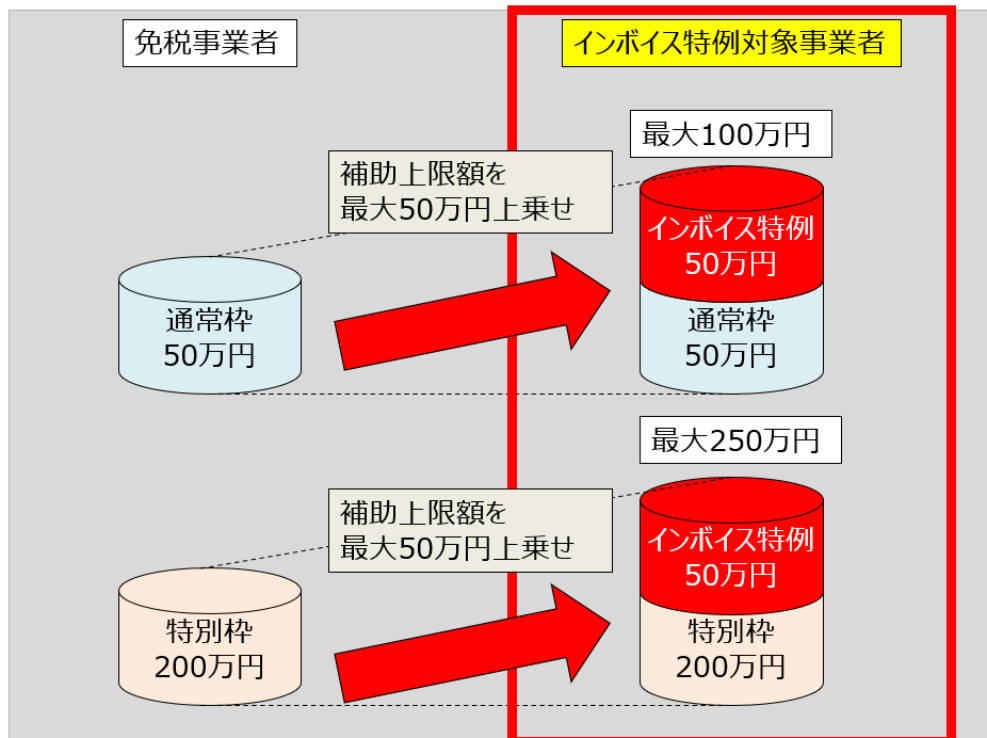 免税事業者
インボイス特例対象事業者
最大100万円
補助上限額を
最大50万円上乗せ
インボイス特例
50万円
通常枠
50万円
通常枠
50万円
最大250万円
補助上限額を
最大50万円上乗せ
インボイス特例
50万円
特別枠
200万円
特別枠
200万円